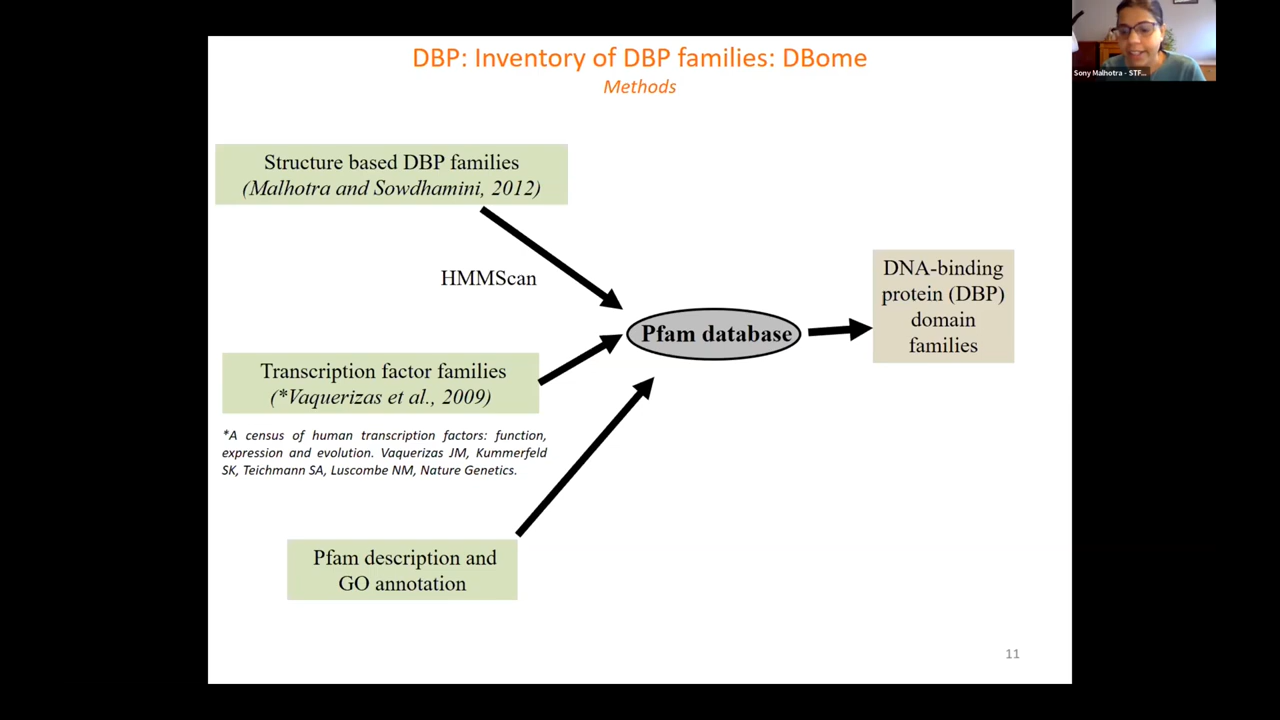 DBP: Inventory of DBP families: DBome
Methods
Sony Malhotra - STF...
Structure based DBP families
(Malhotra and Sowdhamini, 2012)
HMMScan
DNA-binding
protein (DBP)
domain
families
Pfam database
Transcription factor families
(*Vaquerizas et al., 2009)
*A census of human transcription factors: function,
expression and evolution. Vaquerizas JM, Kummerfeld
SK, Teichmann SA, Luscombe NM, Nature Genetics.
Pfam description and
GO annotation
11